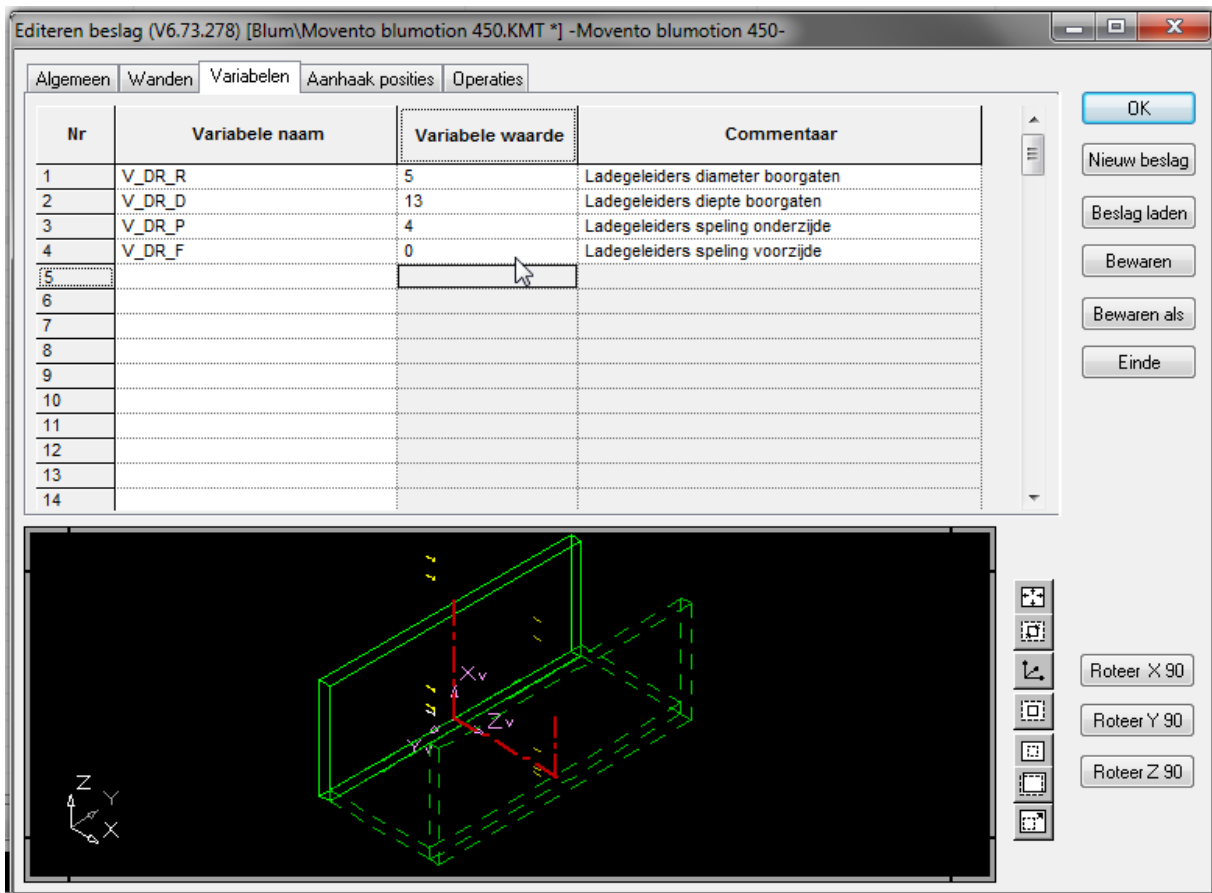 Editeren beslag (V6.73.278) [Blum\Movento blumotion 450.KMT *] -Movento blumotion 450-
Algemeen Wanden Variabelen Aanhaak posities Operaties
Nr Variabele naam Variabele waarde Commentaar
1 V_DR_R 5 Ladegeleiders diameter boorgaten
2 V_DR_D 13 Ladegeleiders diepte boorgaten
3 V_DR_P 4 Ladegeleiders speling onderzijde
4 V_DR_F 0 Ladegeleiders speling voorzijde
5
6
7
8
9
10
11
12
13
14
OK
Nieuw beslag
Beslag laden
Bewaren
Bewaren als
Einde
Xv
Zv
Yv
Z
Y
X
Roteer X 90
Roteer Y 90
Roteer Z 90